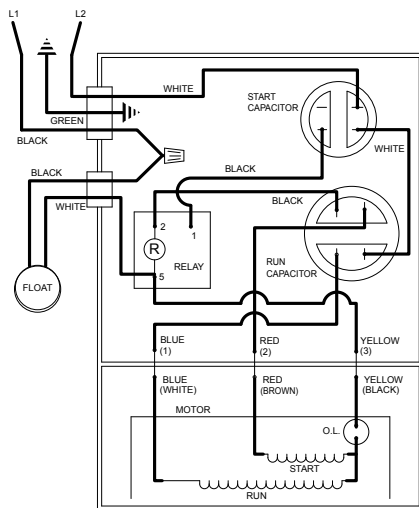 L1
L2
WHITE
START
CAPACITOR
GREEN
BLACK
WHITE
BLACK
BLACK
BLACK
WHITE
2
1
R
RELAY
5
RUN
CAPACITOR
FLOAT
BLUE
(1)
RED
(2)
YELLOW
(3)
BLUE
(WHITE)
RED
(BROWN)
YELLOW
(BLACK)
MOTOR
O.L.
START
RUN